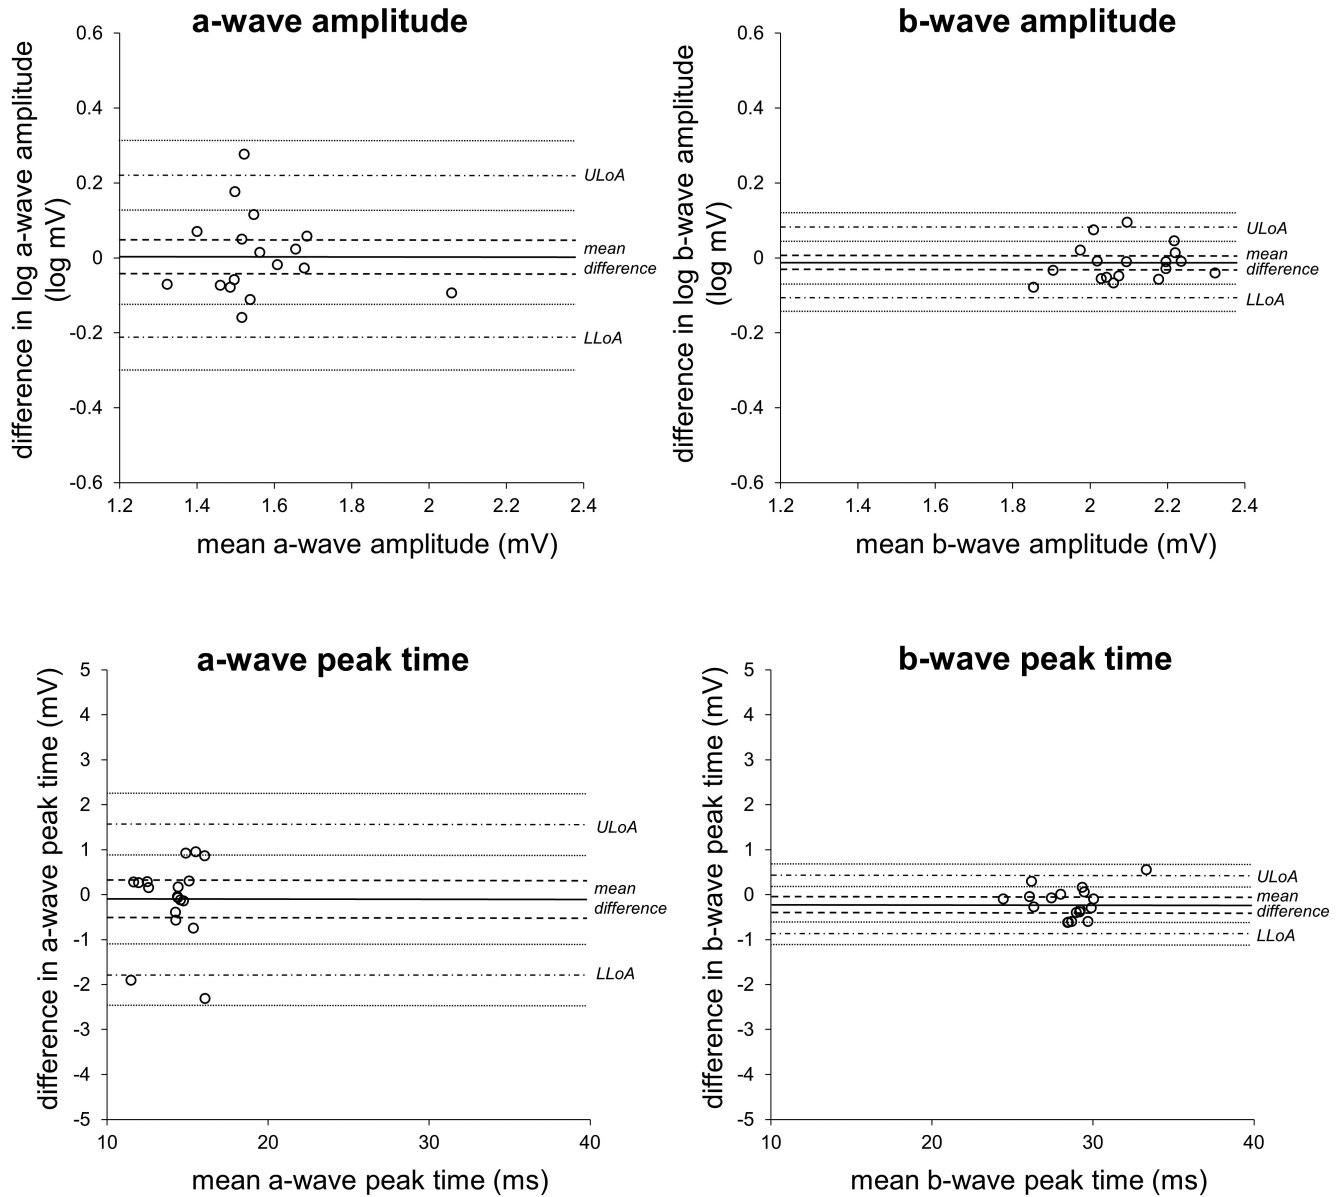 a-wave amplitude
difference in log a-wave amplitude
(log mV)
0.6
0.4
0.2
0
-0.2
-0.4
-0.6
ULoA
mean
difference
LLoA
1.2 1.4 1.6 1.8 2 2.2 2.4
mean a-wave amplitude (mV)
b-wave amplitude
difference in log b-wave amplitude
(log mV)
0.6
0.4
0.2
0
-0.2
-0.4
-0.6
ULoA
mean
difference
LLoA
1.2 1.4 1.6 1.8 2 2.2 2.4
mean b-wave amplitude (mV)
a-wave peak time
difference in a-wave peak time (mV)
5
4
3
2
1
0
-1
-2
-3
-4
-5
ULoA
mean
difference
LLoA
10 20 30 40
mean a-wave peak time (ms)
b-wave peak time
difference in b-wave peak time (mV)
5
4
3
2
1
0
-1
-2
-3
-4
-5
ULoA
mean
difference
LLoA
10 20 30 40
mean b-wave peak time (ms)